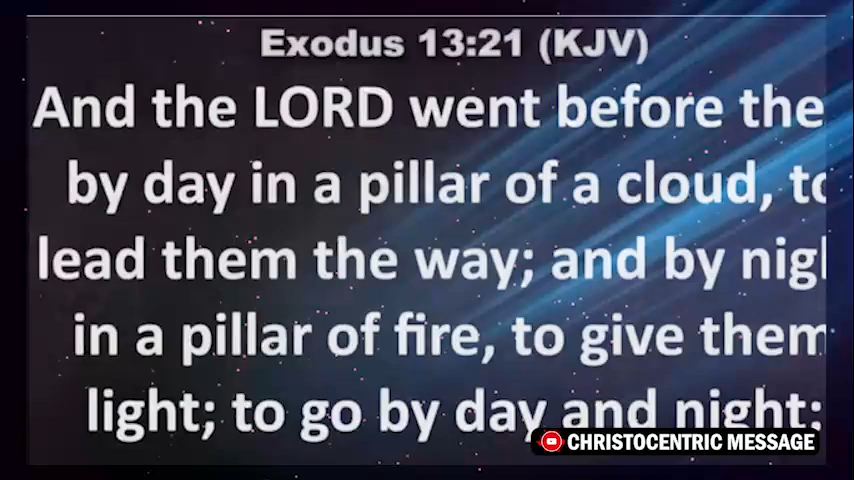 Exodus 13:21 (KJV)
And the LORD went before the
by day in a pillar of a cloud, to
lead them the way; and by nigh
in a pillar of fire, to give them
light; to go by day and night:
CHRISTOCENTRIC MESSAGE